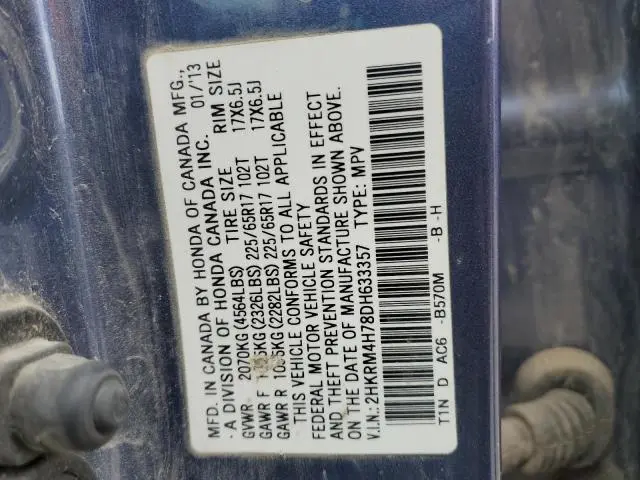 MFD. IN CANADA BY HONDA OF CANADA MFG.,
- A DIVISION OF HONDA CANADA INC. 01/'13
GVWR 2070KG(4564LBS) TIRE SIZE RIM SIZE
GAWR F 1055KG(2326LBS) 225/65R17 102T 17X6.5J
GAWR R 1035KG(2282LBS) 225/65R17 102T 17X6.5J
THIS VEHICLE CONFORMS TO ALL APPLICABLE
FEDERAL MOTOR VEHICLE SAFETY
AND THEFT PREVENTION STANDARDS IN EFFECT
ON THE DATE OF MANUFACTURE SHOWN ABOVE.
V.I.N.: 2HKRM4H78DH633357 TYPE: MPV
T1N D AC6 -B570M -B -H